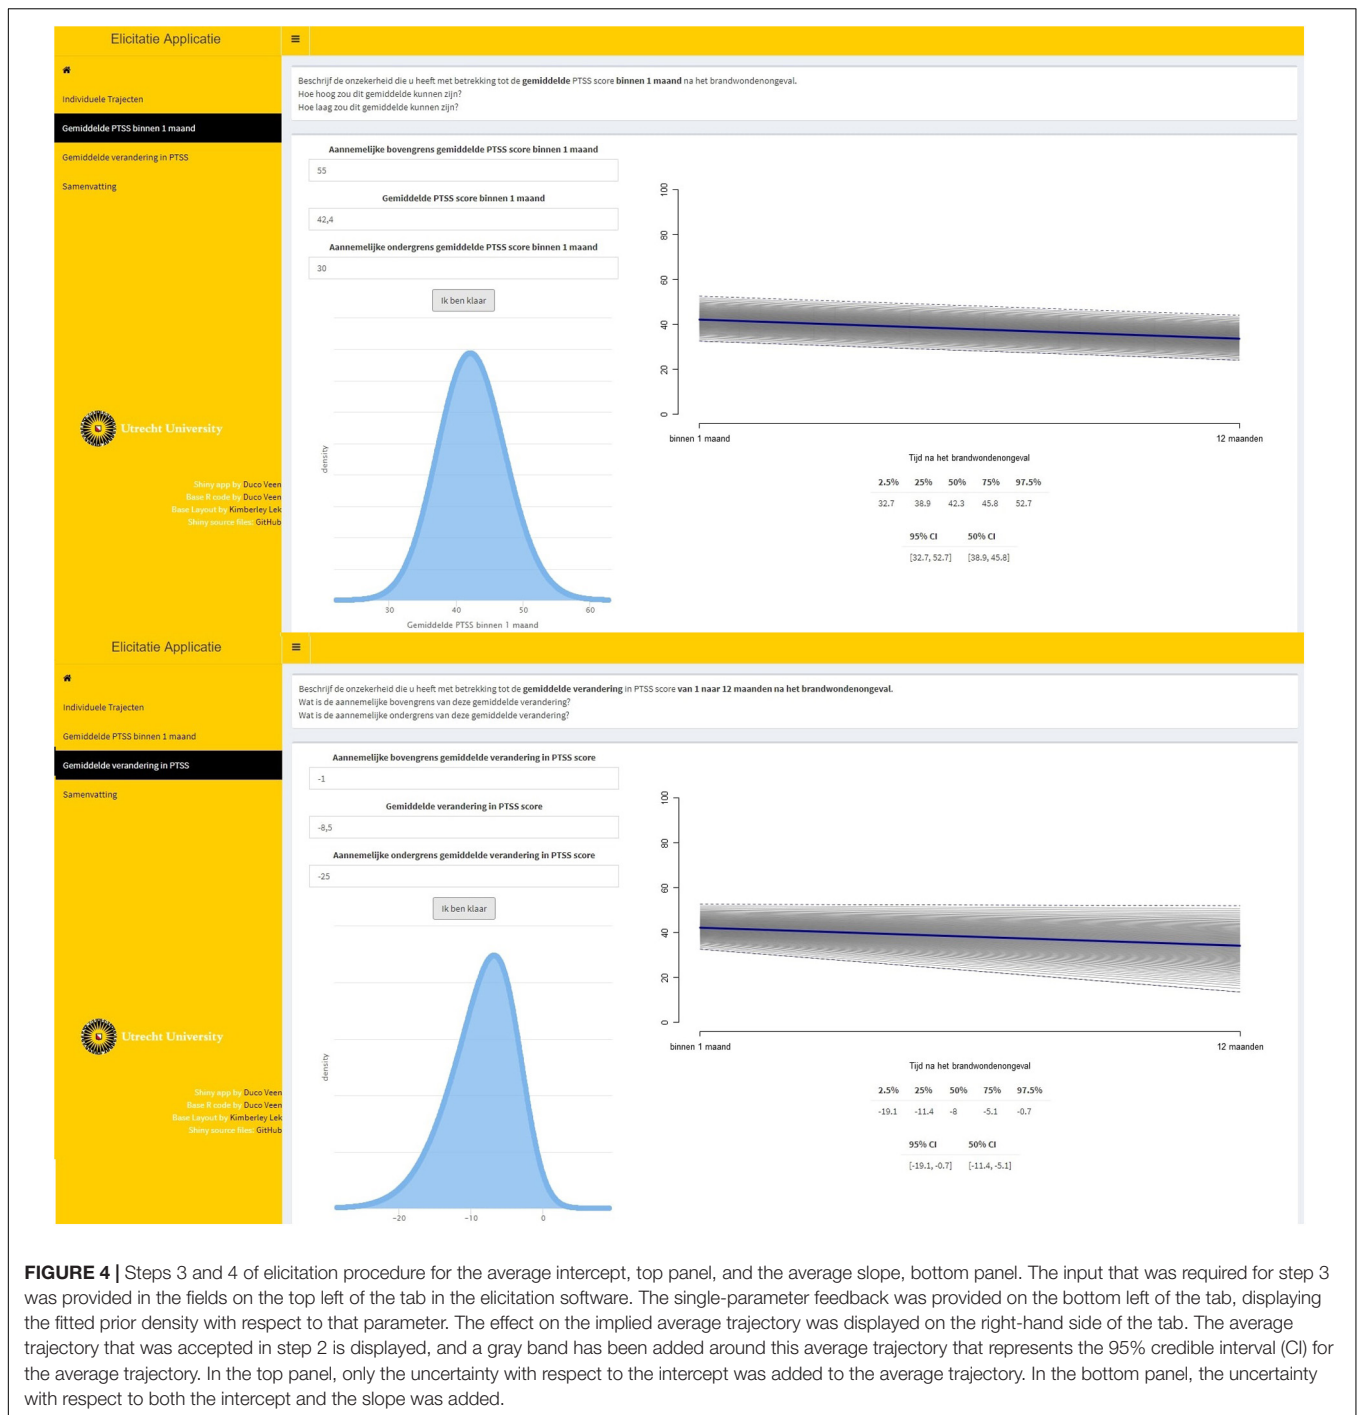 Elicitatie Applicatie
Individuele Trajecten
Gemiddelde PTSS binnen 1 maand
Gemiddelde verandering in PTSS
Samenvatting
Utrecht University
Shiny app by Duco Veen
Base R code by Duco Veen
Base Layout by Kimberley Lek
Shiny source files: GitHub
Beschrijf de onzekerheid die u heeft met betrekking tot de gemiddelde PTSS score binnen 1 maand na het brandwondenongeval.
Hoe hoog zou dit gemiddelde kunnen zijn?
Hoe laag zou dit gemiddelde kunnen zijn?
Aannemelijke bovengrens gemiddelde PTSS score binnen 1 maand
55
Gemiddelde PTSS score binnen 1 maand
42,4
Aannemelijke ondergrens gemiddelde PTSS score binnen 1 maand
30
Ik ben klaar
density
30 40 50 60
Gemiddelde PTSS binnen 1 maand
100
80
60
40
20
0
binnen 1 maand 12 maanden
Tijd na het brandwondenongeval
2.5% 25% 50% 75% 97.5%
32.7 38.9 42.3 45.8 52.7
95% CI 50% CI
[32.7, 52.7] [38.9, 45.8]
Elicitatie Applicatie
Individuele Trajecten
Gemiddelde PTSS binnen 1 maand
Gemiddelde verandering in PTSS
Samenvatting
Utrecht University
Shiny app by Duco Veen
Base R code by Duco Veen
Base Layout by Kimberley Lek
Shiny source files: GitHub
Beschrijf de onzekerheid die u heeft met betrekking tot de gemiddelde verandering in PTSS score van 1 naar 12 maanden na het brandwondenongeval.
Wat is de aannemelijke bovengrens van deze gemiddelde verandering?
Wat is de aannemelijke ondergrens van deze gemiddelde verandering?
Aannemelijke bovengrens gemiddelde verandering in PTSS score
-1
Gemiddelde verandering in PTSS score
-8,5
Aannemelijke ondergrens gemiddelde verandering in PTSS score
-25
Ik ben klaar
density
-20 -10 0
100
80
60
40
20
0
binnen 1 maand 12 maanden
Tijd na het brandwondenongeval
2.5% 25% 50% 75% 97.5%
-19.1 -11.4 -8 -5.1 -0.7
95% CI 50% CI
[-19.1, -0.7] [-11.4, -5.1]
FIGURE 4 | Steps 3 and 4 of elicitation procedure for the average intercept, top panel, and the average slope, bottom panel. The input that was required for step 3
was provided in the fields on the top left of the tab in the elicitation software. The single-parameter feedback was provided on the bottom left of the tab, displaying
the fitted prior density with respect to that parameter. The effect on the implied average trajectory was displayed on the right-hand side of the tab. The average
trajectory that was accepted in step 2 is displayed, and a gray band has been added around this average trajectory that represents the 95% credible interval (CI) for
the average trajectory. In the top panel, only the uncertainty with respect to the intercept was added to the average trajectory. In the bottom panel, the uncertainty
with respect to both the intercept and the slope was added.